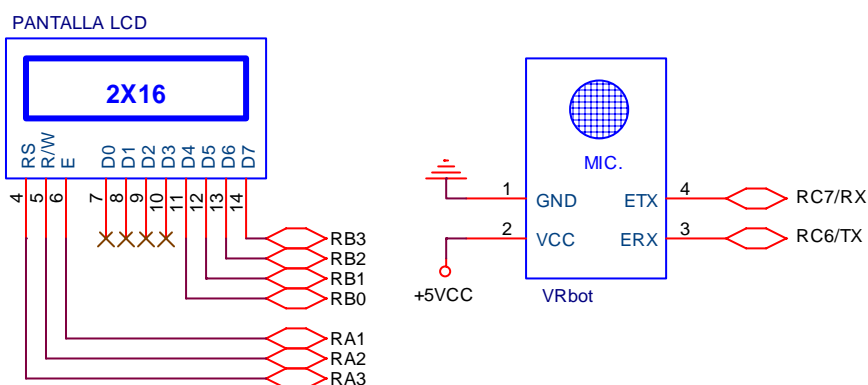 PANTALLA LCD
2X16
RS R/W E D0 D1 D2 D3 D4 D5 D6 D7
4 5 6 7 8 9 10 11 12 13 14
RB3
RB2
RB1
RB0
RA1
RA2
RA3
MIC.
1 GND ETX 4 RC7/RX
2 VCC ERX 3 RC6/TX
+5VCC
VRbot